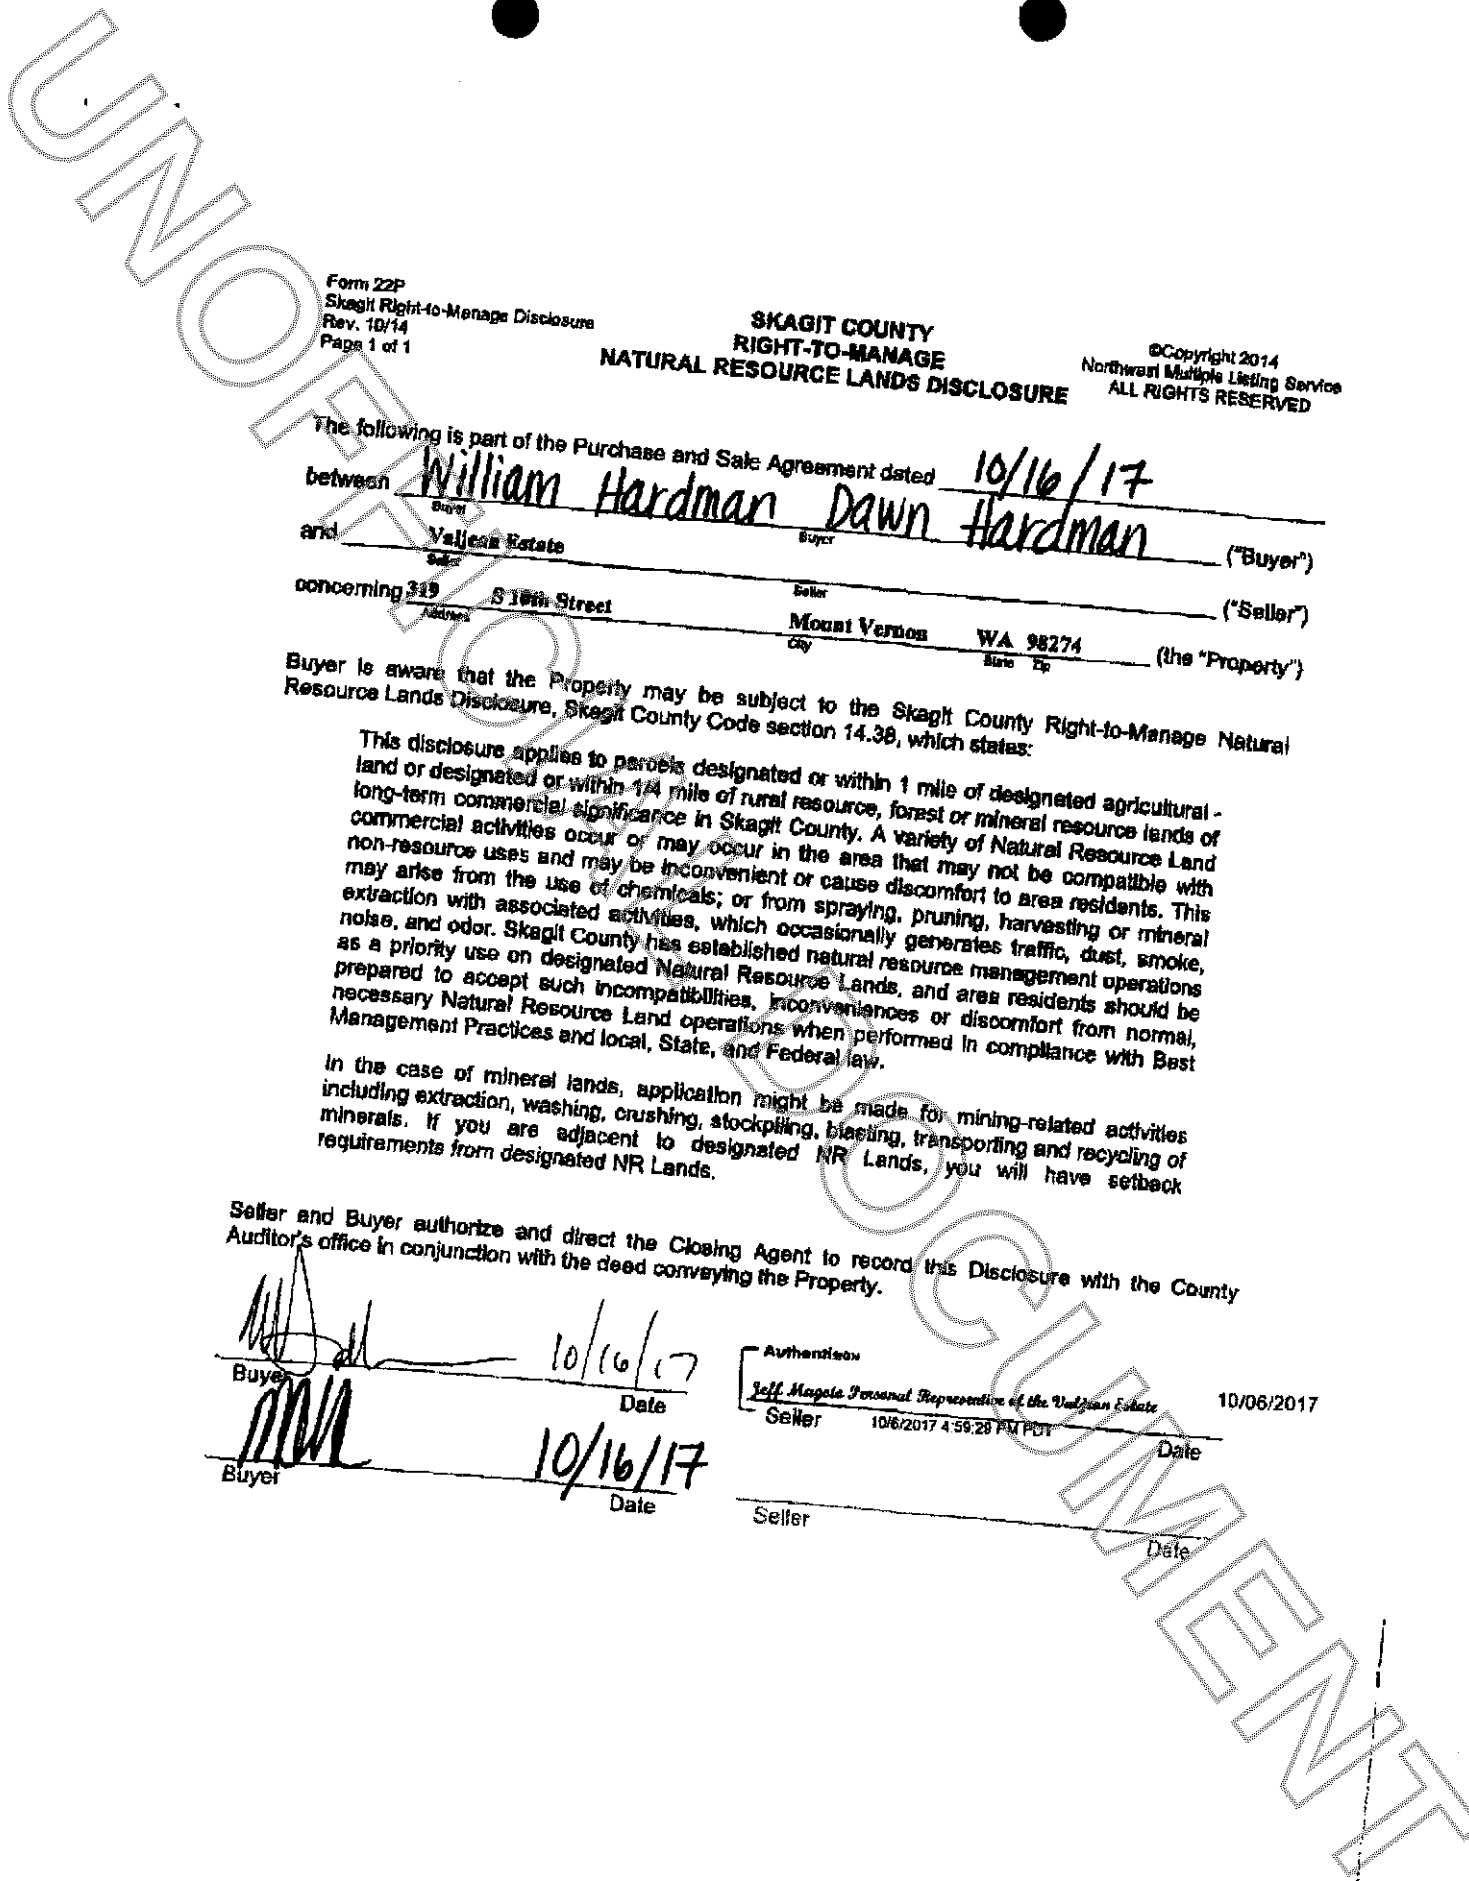 Form 22P
Skagit Right-to-Manage Disclosure
Rev. 10/14
Page 1 of 1
SKAGIT COUNTY
RIGHT-TO-MANAGE
NATURAL RESOURCE LANDS DISCLOSURE
©Copyright 2014
Northwest Multiple Listing Service
ALL RIGHTS RESERVED
The following is part of the Purchase and Sale Agreement dated 10/16/17
between William Hardman Dawn Hardman ("Buyer")
Buyer Buyer
and Valjean Estate ("Seller")
Seller Seller
concerning 319 S 10th Street Mount Vernon WA 98274 (the "Property")
Address City State Zip
Buyer is aware that the Property may be subject to the Skagit County Right-to-Manage Natural
Resource Lands Disclosure, Skagit County Code section 14.38, which states:
This disclosure applies to parcels designated or within 1 mile of designated agricultural -
land or designated or within 1/4 mile of rural resource, forest or mineral resource lands of
long-term commercial significance in Skagit County. A variety of Natural Resource Land
commercial activities occur or may occur in the area that may not be compatible with
non-resource uses and may be inconvenient or cause discomfort to area residents. This
may arise from the use of chemicals; or from spraying, pruning, harvesting or mineral
extraction with associated activities, which occasionally generates traffic, dust, smoke,
noise, and odor. Skagit County has established natural resource management operations
as a priority use on designated Natural Resource Lands, and area residents should be
prepared to accept such incompatibilities, inconveniences or discomfort from normal,
necessary Natural Resource Land operations when performed in compliance with Best
Management Practices and local, State, and Federal law.
In the case of mineral lands, application might be made for mining-related activities
including extraction, washing, crushing, stockpiling, blasting, transporting and recycling of
minerals. If you are adjacent to designated NR Lands, you will have setback
requirements from designated NR Lands.
Seller and Buyer authorize and direct the Closing Agent to record this Disclosure with the County
Auditor's office in conjunction with the deed conveying the Property.
10/16/17
Buyer Date
Authentisign
Jeff Magole Personal Representive of the Valjean Estate 10/06/2017
Seller 10/6/2017 4:59:29 PM PDT Date
10/16/17
Buyer Date
Seller Date
UNOFFICIAL DOCUMENT